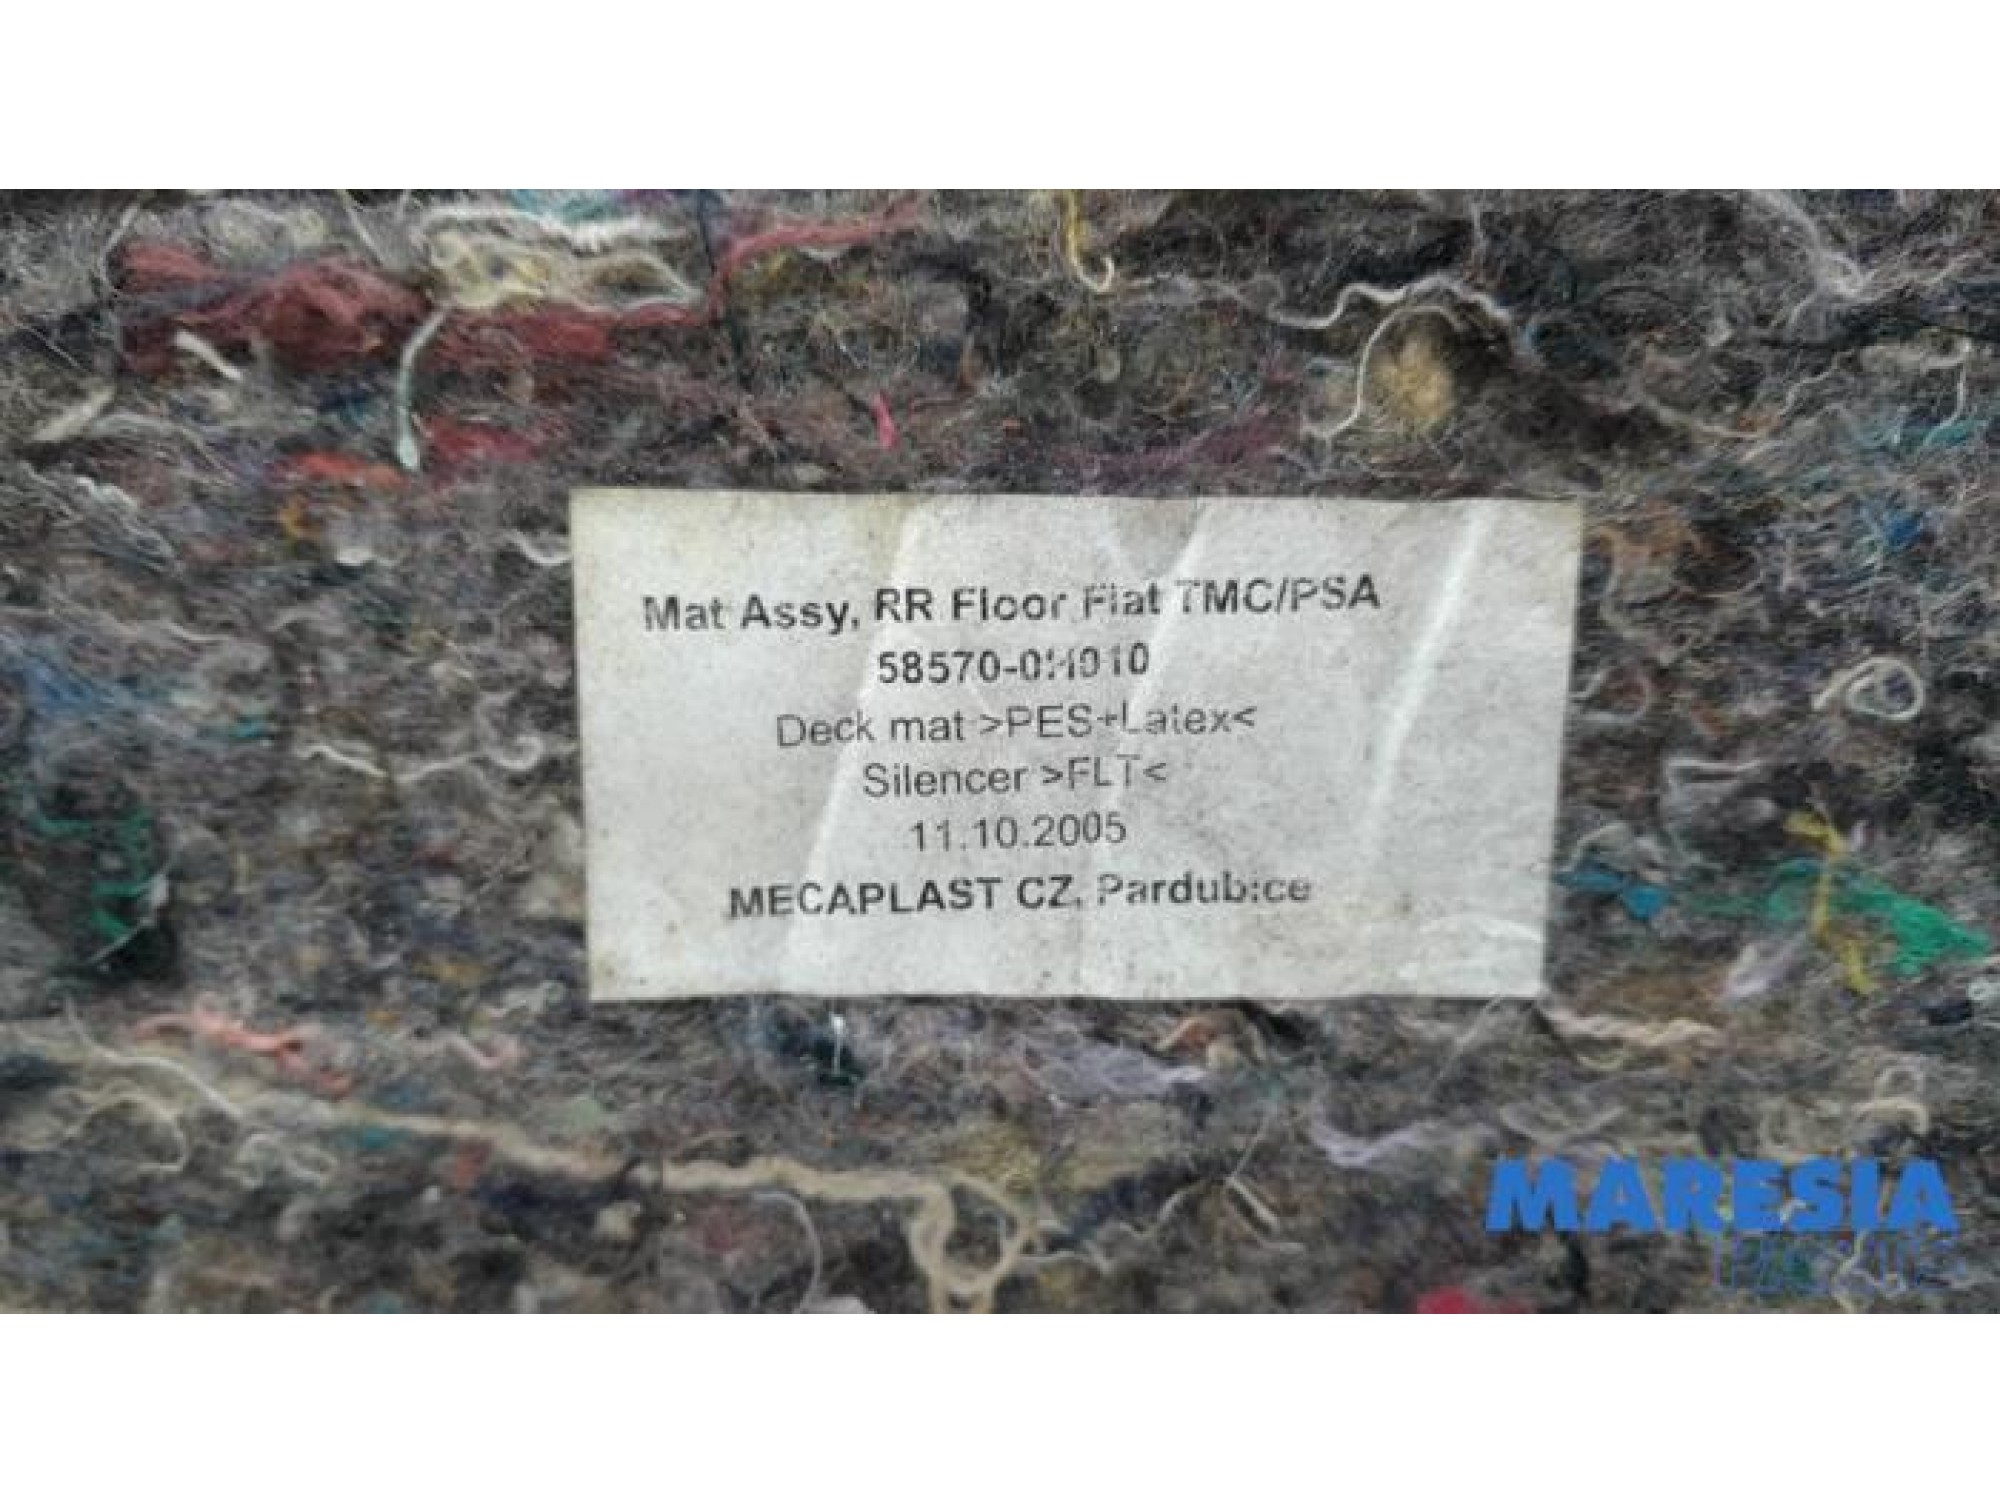 Mat Assy, RR Floor Flat TMC/PSA
58570-0H010
Deck mat >PES+Latex<
Silencer >FLT<
11.10.2005
MECAPLAST CZ, Pardubice
MARESIA
Parts